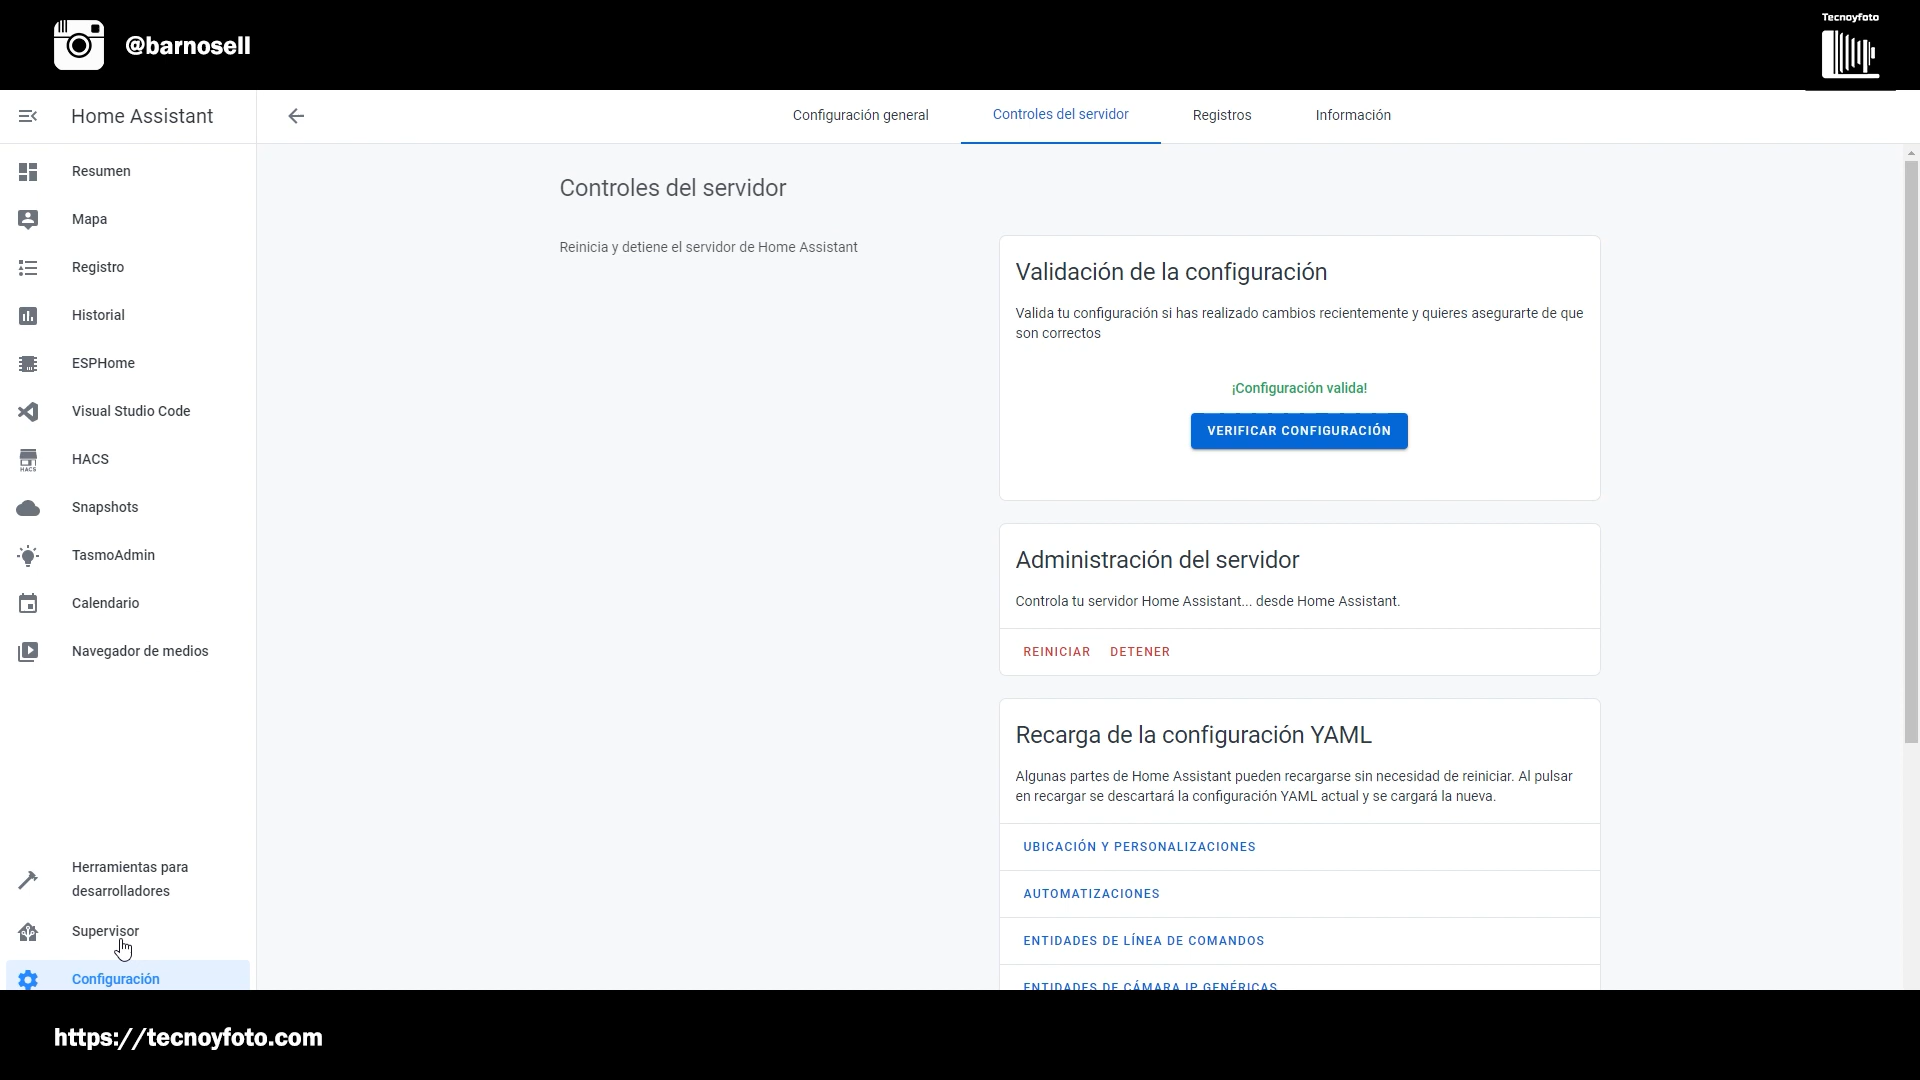 @barnosell
Tecnoyfoto
Home Assistant
Configuración general
Controles del servidor
Registros
Información
Resumen
Mapa
Registro
Historial
ESPHome
Visual Studio Code
HACS
HACS
Snapshots
TasmoAdmin
Calendario
Navegador de medios
Herramientas para
desarrolladores
Supervisor
Configuración
Controles del servidor
Reinicia y detiene el servidor de Home Assistant
Validación de la configuración
Valida tu configuración si has realizado cambios recientemente y quieres asegurarte de que
son correctos
¡Configuración valida!
VERIFICAR CONFIGURACIÓN
Administración del servidor
Controla tu servidor Home Assistant... desde Home Assistant.
REINICIAR DETENER
Recarga de la configuración YAML
Algunas partes de Home Assistant pueden recargarse sin necesidad de reiniciar. Al pulsar
en recargar se descartará la configuración YAML actual y se cargará la nueva.
UBICACIÓN Y PERSONALIZACIONES
AUTOMATIZACIONES
ENTIDADES DE LÍNEA DE COMANDOS
ENTIDADES DE CÁMARA IP GENÉRICAS
https://tecnoyfoto.com